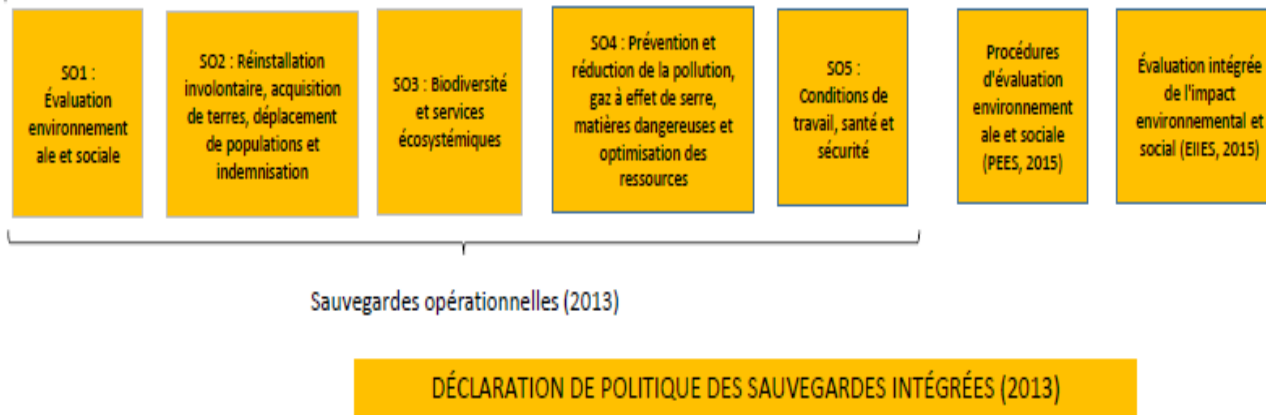 SO1 :
Évaluation
environnement
ale et sociale
SO2 : Réinstallation
involontaire, acquisition
de terres, déplacement
de populations et
indemnisation
SO3 : Biodiversité
et services
écosystémiques
SO4 : Prévention et
réduction de la pollution,
gaz à effet de serre,
matières dangereuses et
optimisation des
ressources
SO5 :
Conditions de
travail, santé et
sécurité
Procédures
d'évaluation
environnement
ale et sociale
(PEES, 2015)
Évaluation intégrée
de l'impact
environnemental et
social (EIIES, 2015)
Sauvegardes opérationnelles (2013)
DÉCLARATION DE POLITIQUE DES SAUVEGARDES INTÉGRÉES (2013)